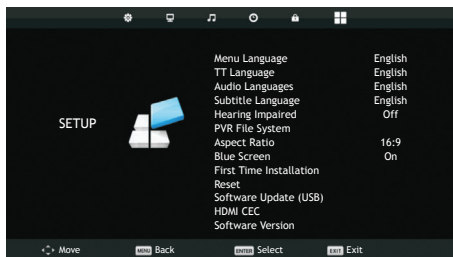 Menu Language English
TT Language English
Audio Languages English
Subtitle Language English
Hearing Impaired Off
PVR File System
Aspect Ratio 16:9
Blue Screen On
First Time Installation
Reset
Software Update (USB)
HDMI CEC
Software Version
SETUP
Move MENU Back ENTER Select EXIT Exit